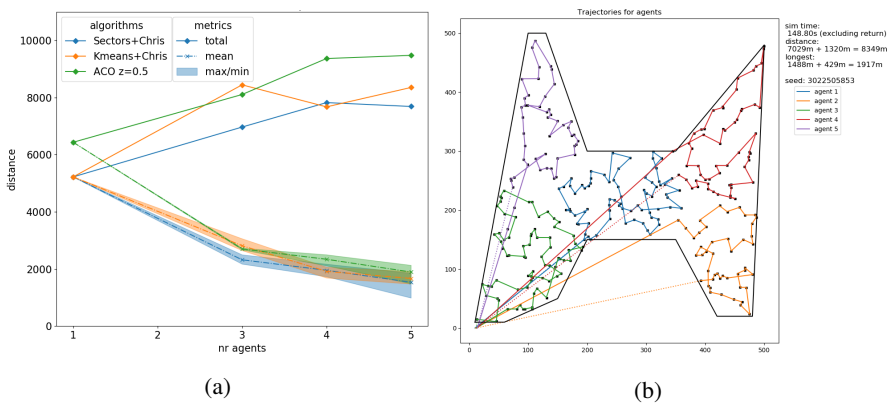 algorithms
Sectors+Chris
Kmeans+Chris
ACO z=0.5
metrics
total
mean
max/min
10000
8000
6000
4000
2000
0
distance
1
2
3
4
5
nr agents
(a)
Trajectories for agents
500
400
300
200
100
0
0
100
200
300
400
500
sim time:
148.80s (excluding return)
distance:
7029m + 1320m = 8349m
longest:
1488m + 429m = 1917m
seed: 3022505853
agent 1
agent 2
agent 3
agent 4
agent 5
(b)